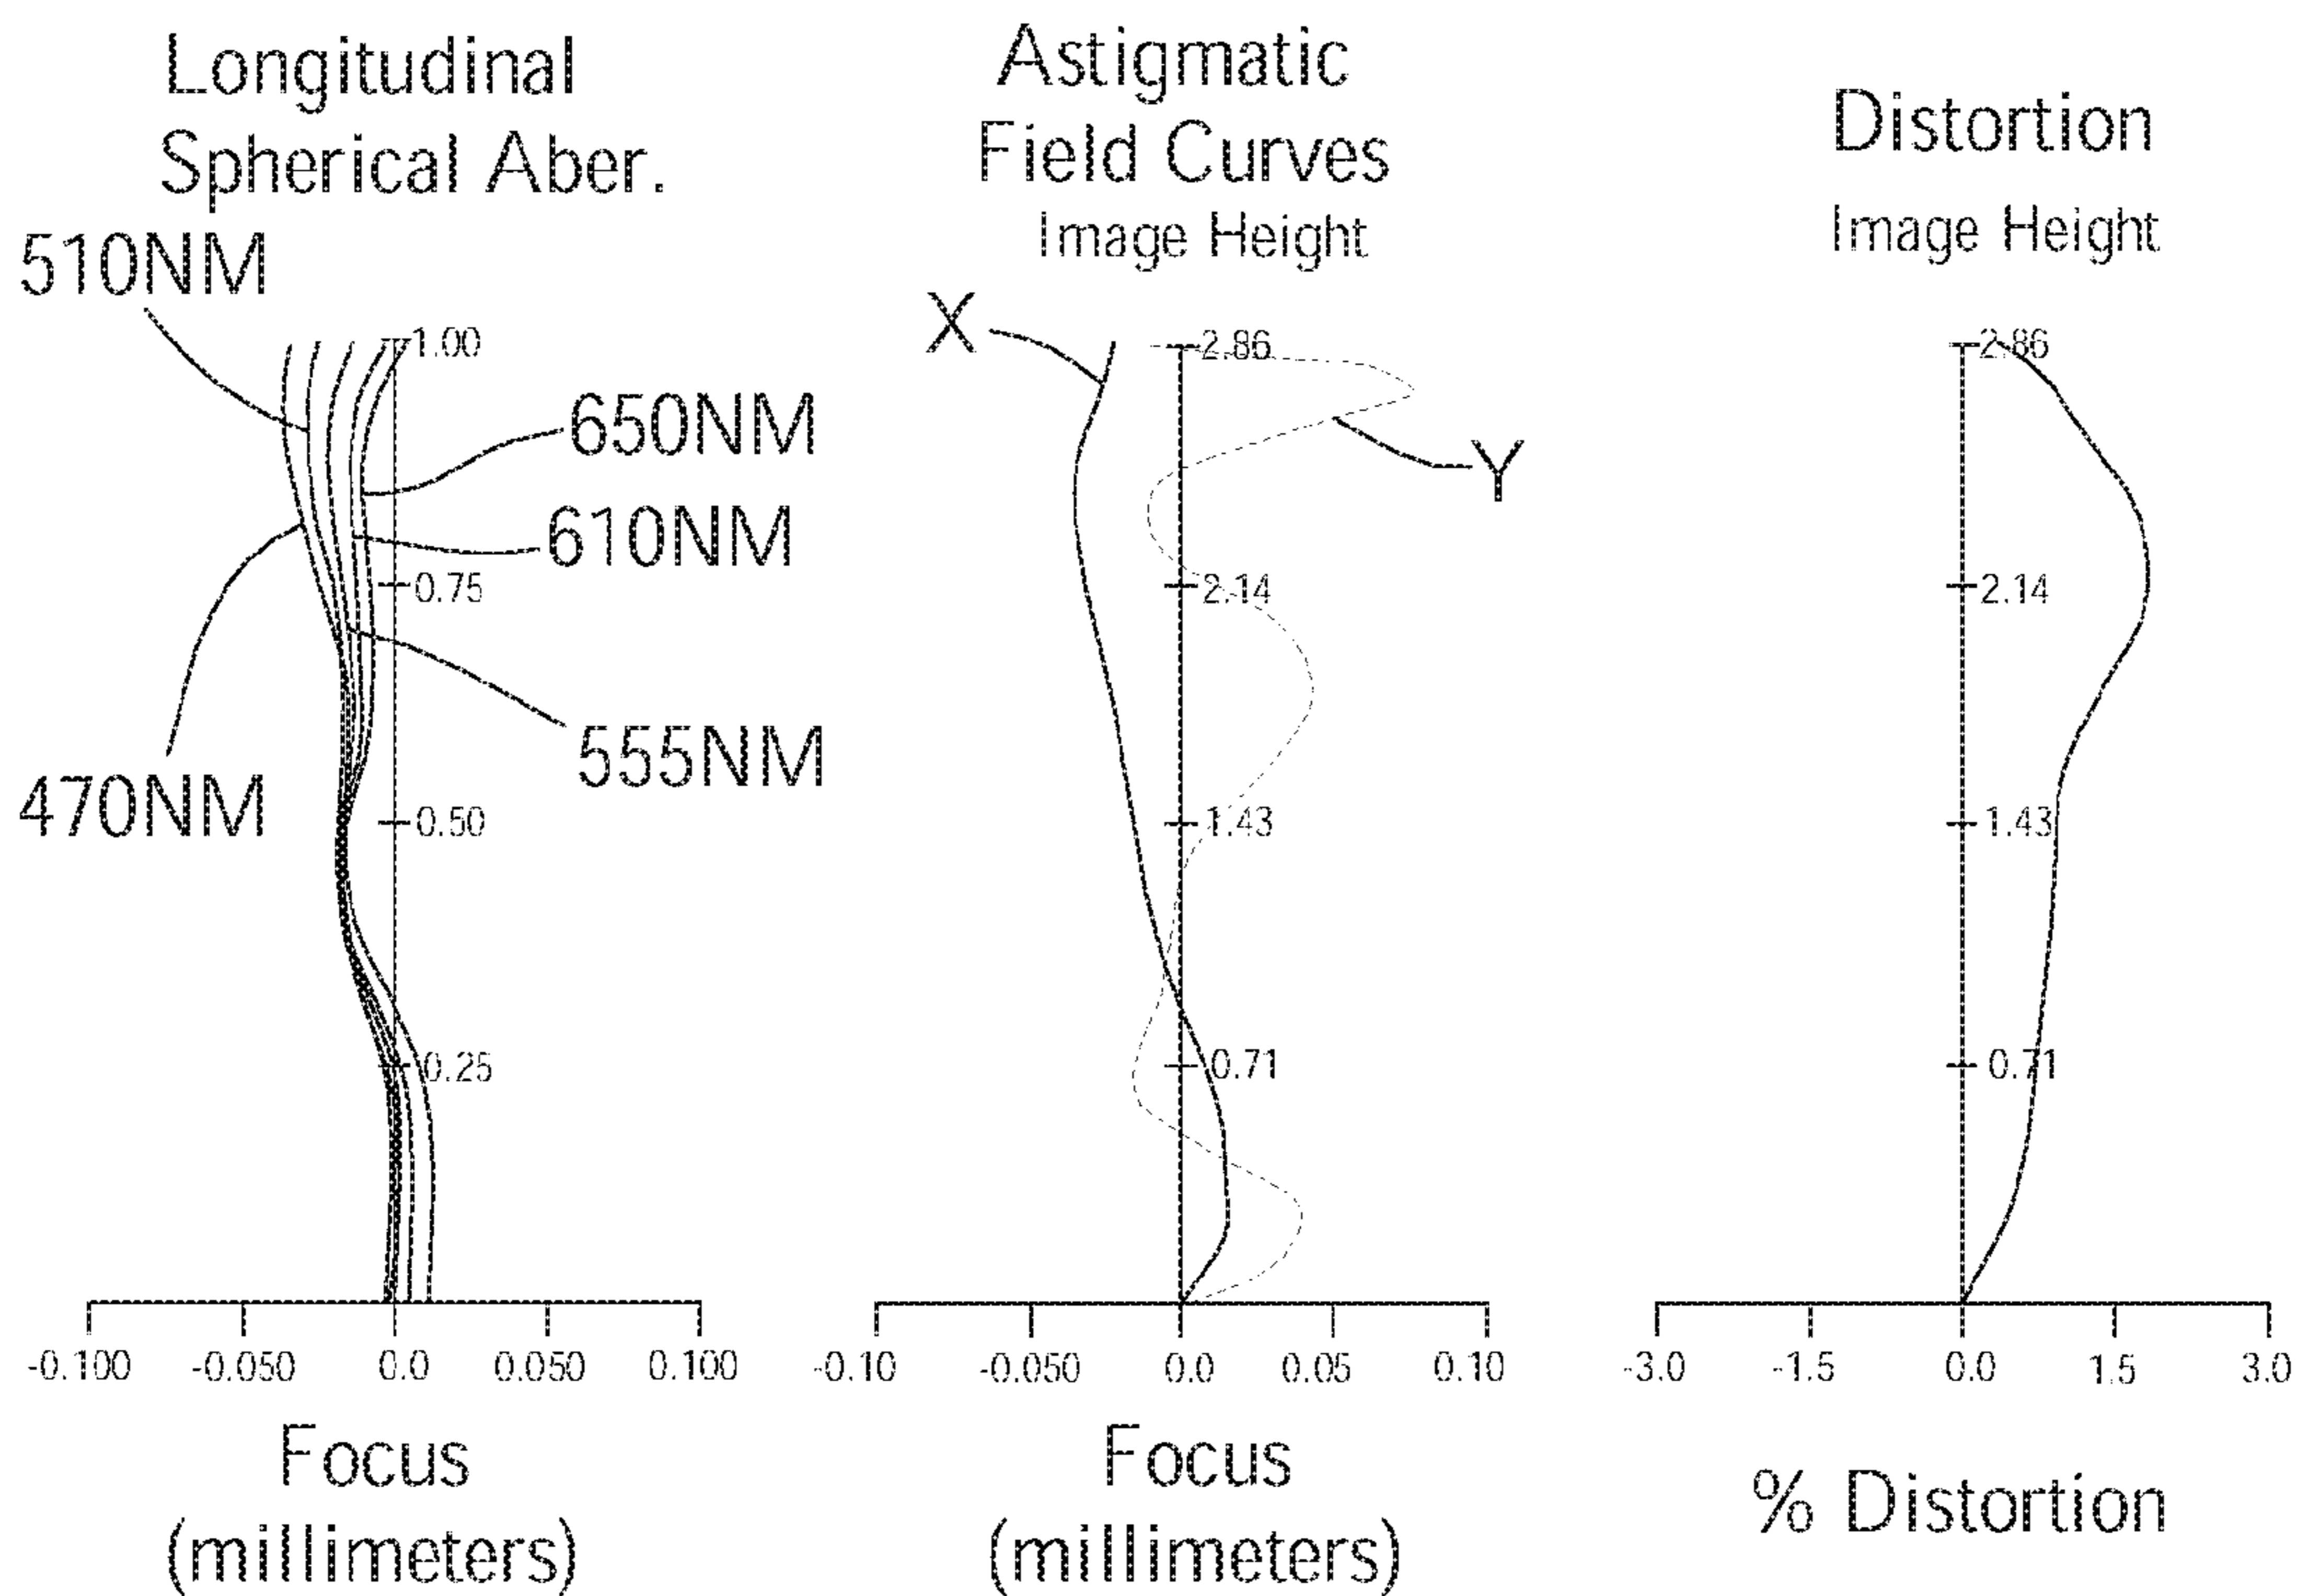 Longitudinal
Spherical Aber.
510NM
1.00
650NM
610NM
0.75
555NM
470NM
0.50
0.25
-0.100 -0.050 0.0 0.050 0.100
Focus
(millimeters)
Astigmatic
Field Curves
Image Height
X
2.86
Y
2.14
1.43
0.71
-0.10 -0.050 0.0 0.05 0.10
Focus
(millimeters)
Distortion
Image Height
2.86
2.14
1.43
0.71
-3.0 -1.5 0.0 1.5 3.0
% Distortion